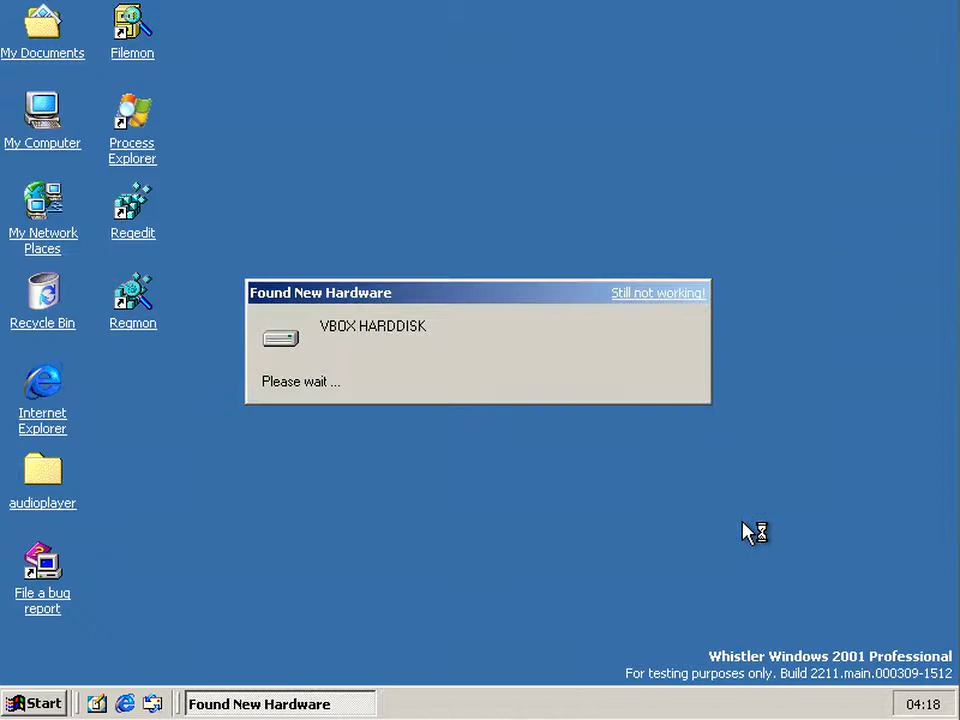 My Documents
Filemon
My Computer
Process
Explorer
My Network
Places
Regedit
Recycle Bin
Regmon
Internet
Explorer
audioplayer
File a bug
report
Found New Hardware
Still not working!
VBOX HARDDISK
Please wait ...
Whistler Windows 2001 Professional
For testing purposes only. Build 2211.main.000309-1512
Start
Found New Hardware
04:18